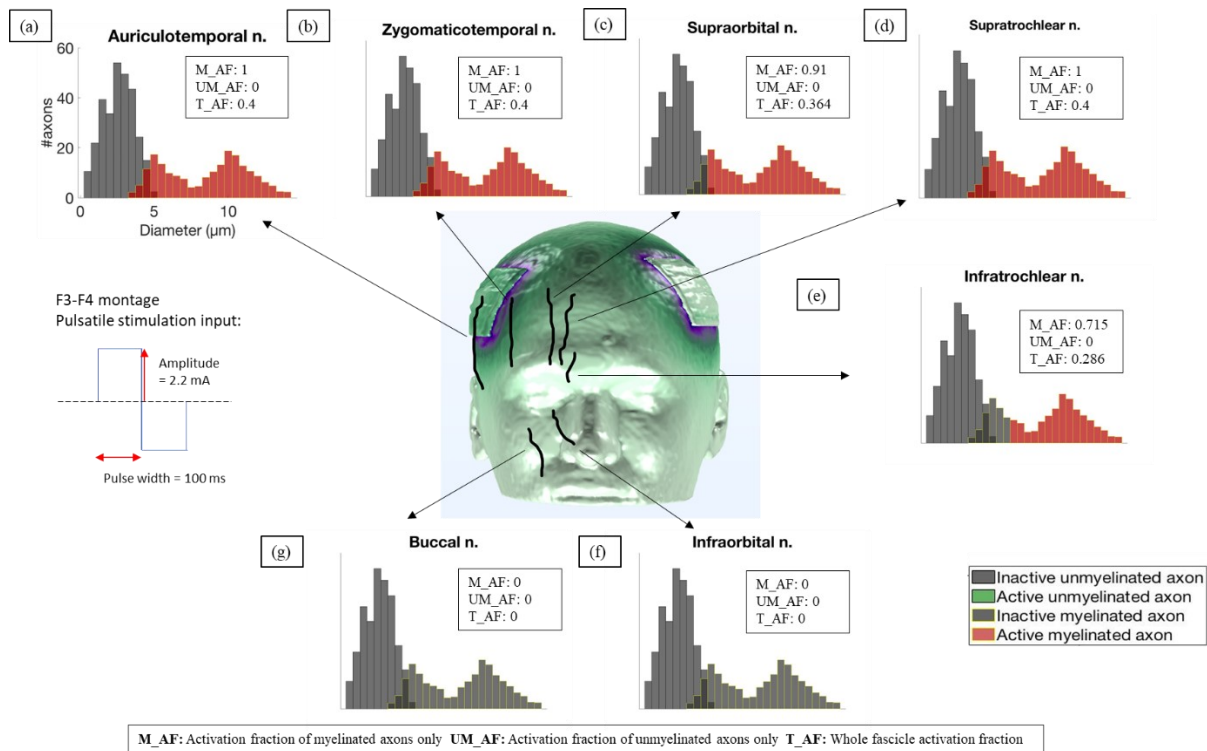 (a)
Auriculotemporal n.
60
40
20
0
#axons
0 5 10
Diameter (µm)
M_AF: 1
UM_AF: 0
T_AF: 0.4
(b)
Zygomaticotemporal n.
M_AF: 1
UM_AF: 0
T_AF: 0.4
(c)
Supraorbital n.
M_AF: 0.91
UM_AF: 0
T_AF: 0.364
(d)
Supratrochlear n.
M_AF: 1
UM_AF: 0
T_AF: 0.4
F3-F4 montage
Pulsatile stimulation input:
Amplitude
= 2.2 mA
Pulse width = 100 ms
(e)
Infratrochlear n.
M_AF: 0.715
UM_AF: 0
T_AF: 0.286
(g)
Buccal n.
M_AF: 0
UM_AF: 0
T_AF: 0
(f)
Infraorbital n.
M_AF: 0
UM_AF: 0
T_AF: 0
Inactive unmyelinated axon
Active unmyelinated axon
Inactive myelinated axon
Active myelinated axon
M_AF: Activation fraction of myelinated axons only UM_AF: Activation fraction of unmyelinated axons only T_AF: Whole fascicle activation fraction